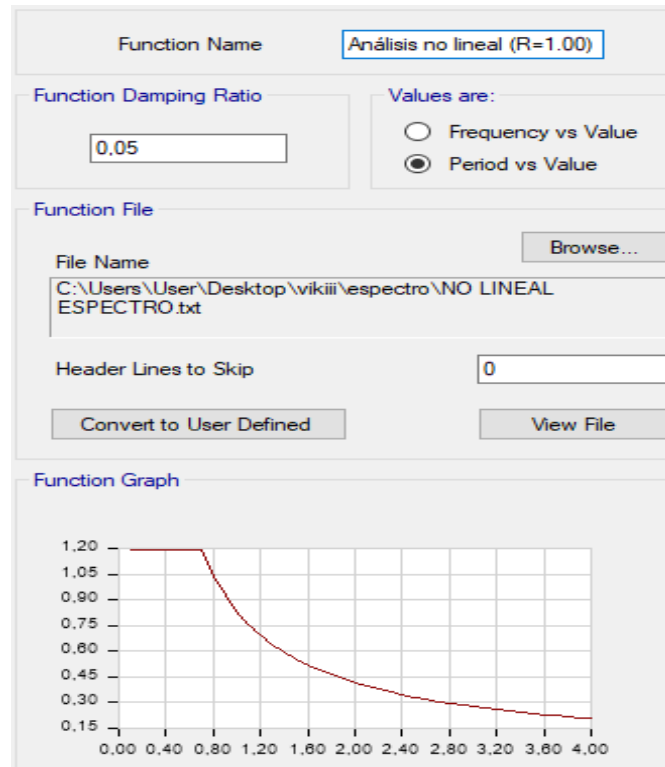 Function Name
Análisis no lineal (R=1.00)
Function Damping Ratio
0,05
Values are:
Frequency vs Value
Period vs Value
Function File
Browse...
File Name
C:\Users\User\Desktop\vikiii\espectro\NO LINEAL
ESPECTRO.txt
Header Lines to Skip
0
Convert to User Defined
View File
Function Graph
1,20
1,05
0,90
0,75
0,60
0,45
0,30
0,15
0,00 0,40 0,80 1,20 1,60 2,00 2,40 2,80 3,20 3,60 4,00